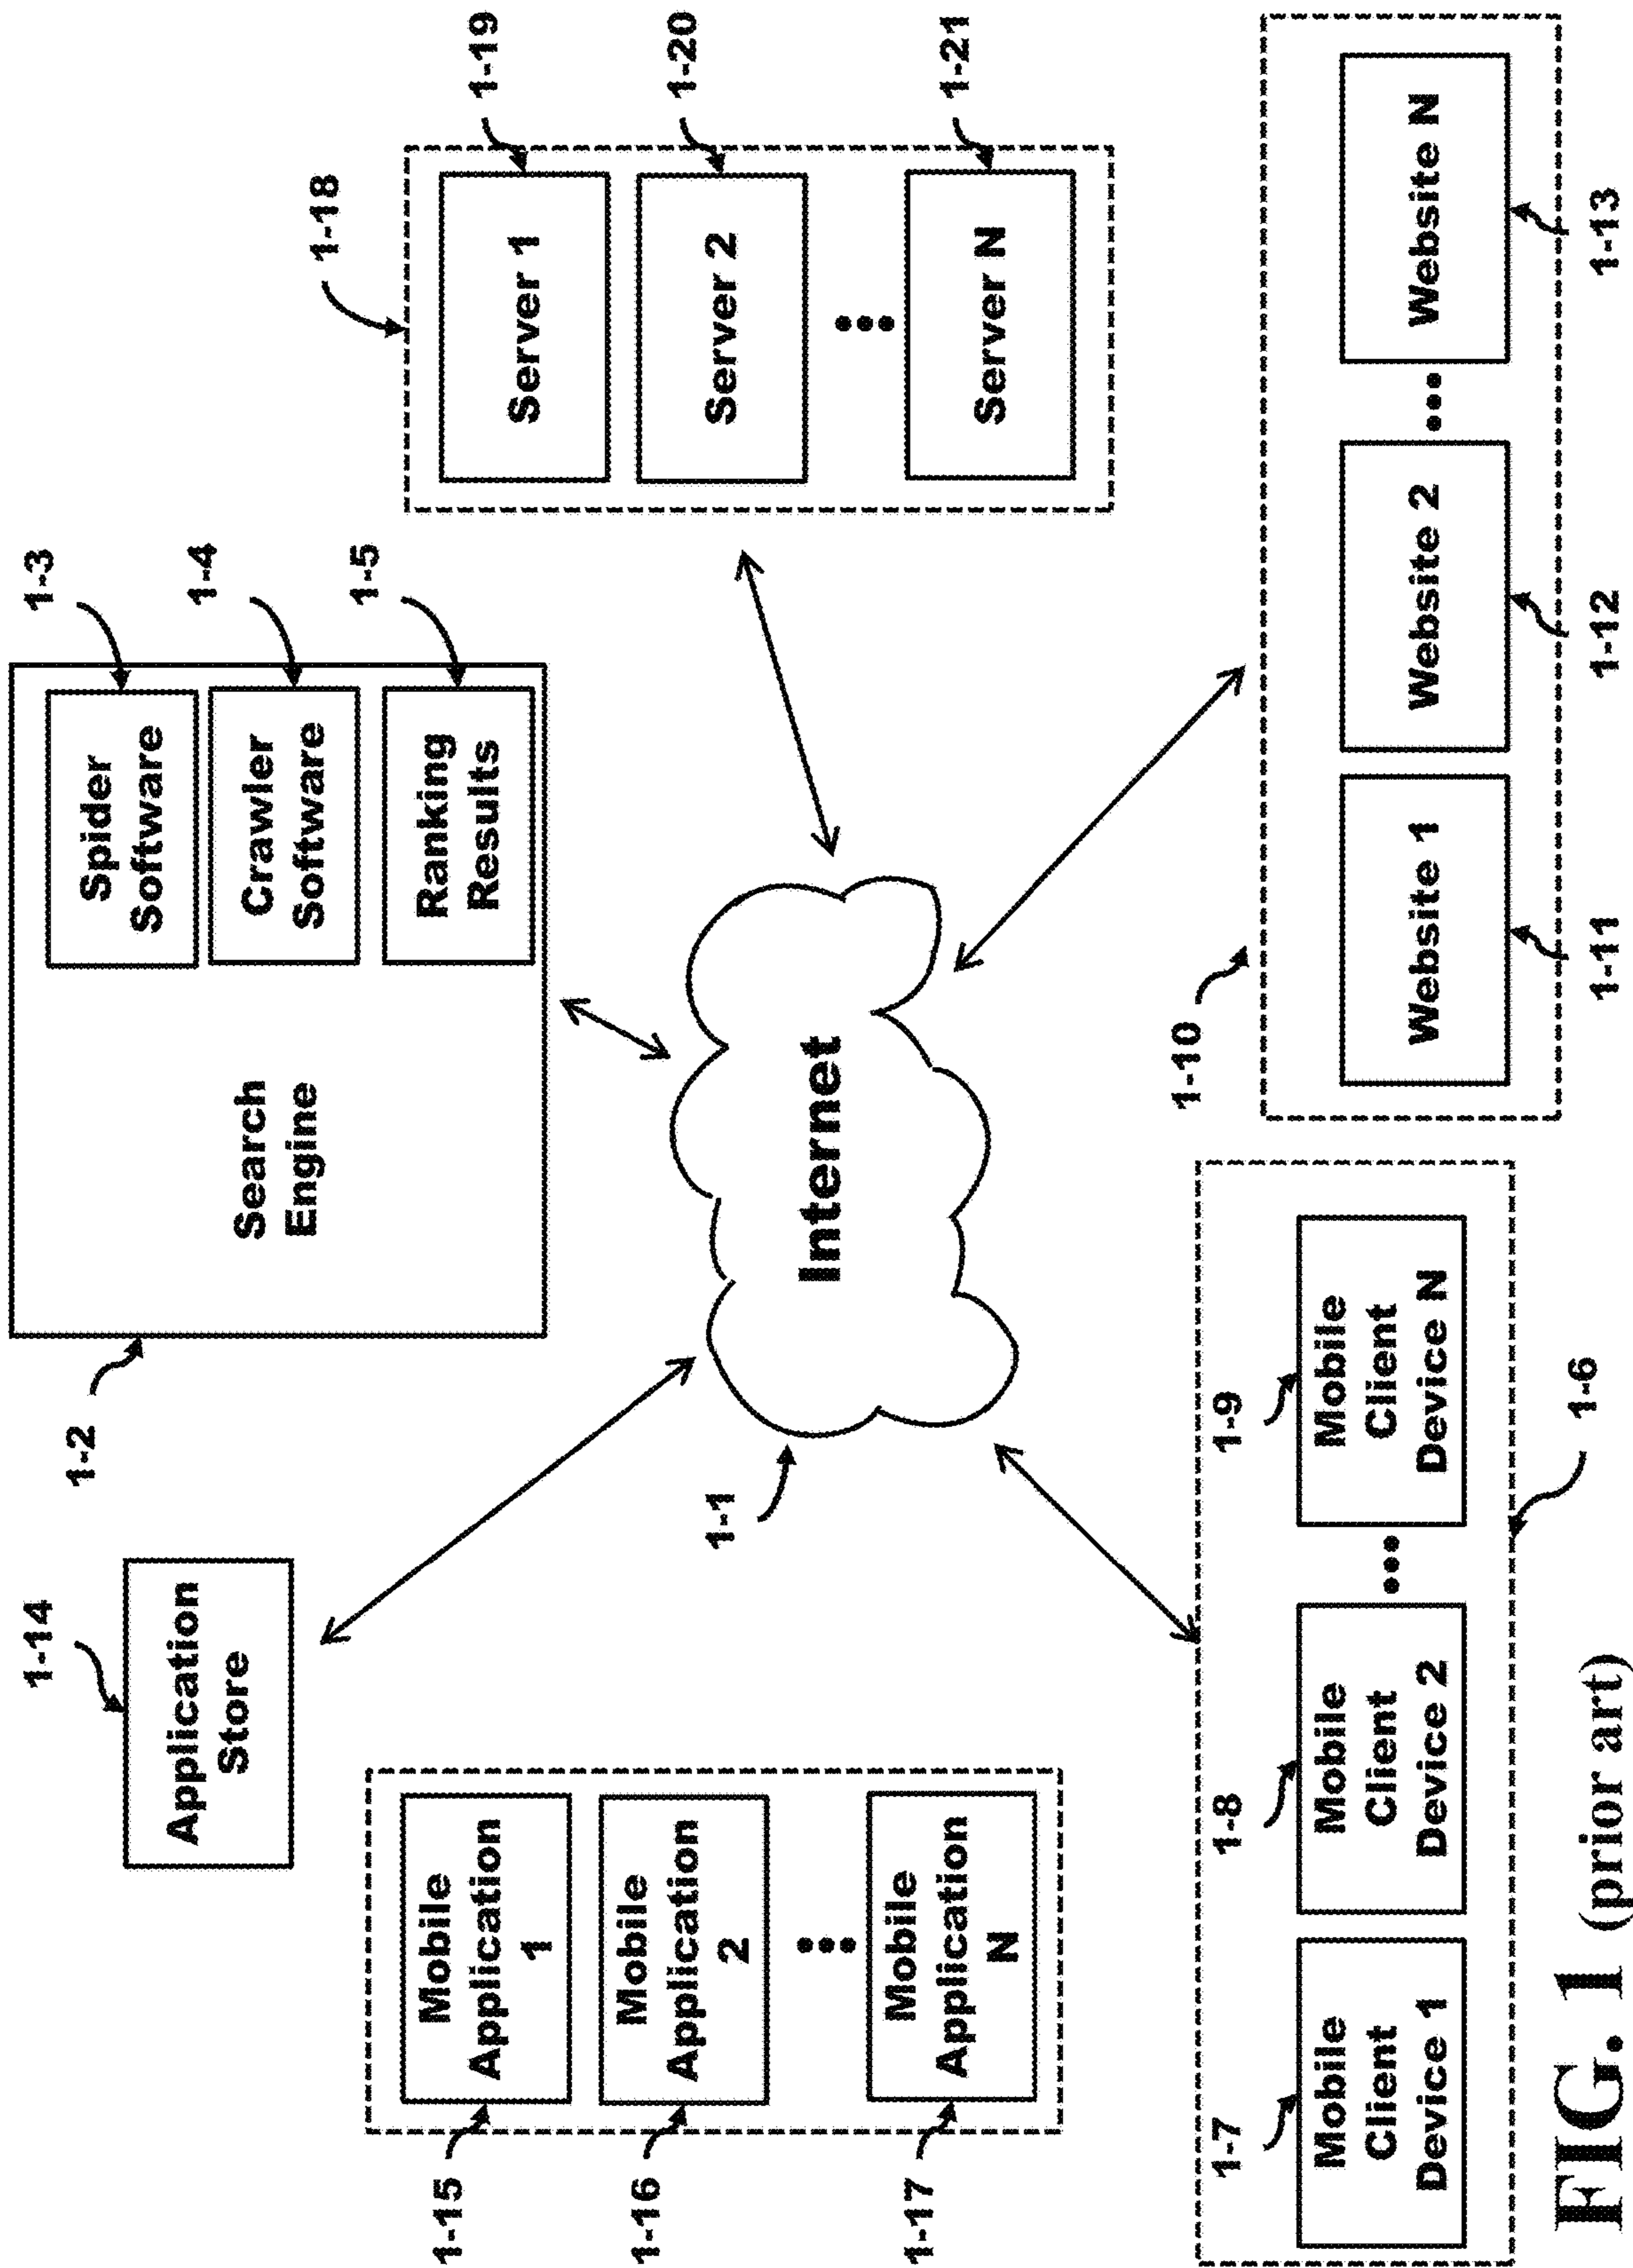 1-14
Application
Store
1-2
Search
Engine
Spider
Software
1-3
Crawler
Software
1-4
Ranking
Results
1-5
1-15
Mobile
Application
1
1-16
Mobile
Application
2
1-17
Mobile
Application
N
1-1
Internet
1-18
Server 1
1-19
Server 2
1-20
Server N
1-21
1-7
Mobile
Client
Device 1
1-8
Mobile
Client
Device 2
1-9
Mobile
Client
Device N
1-6
1-10
Website 1
Website 2
Website N
1-11
1-12
1-13
FIG. 1 (prior art)